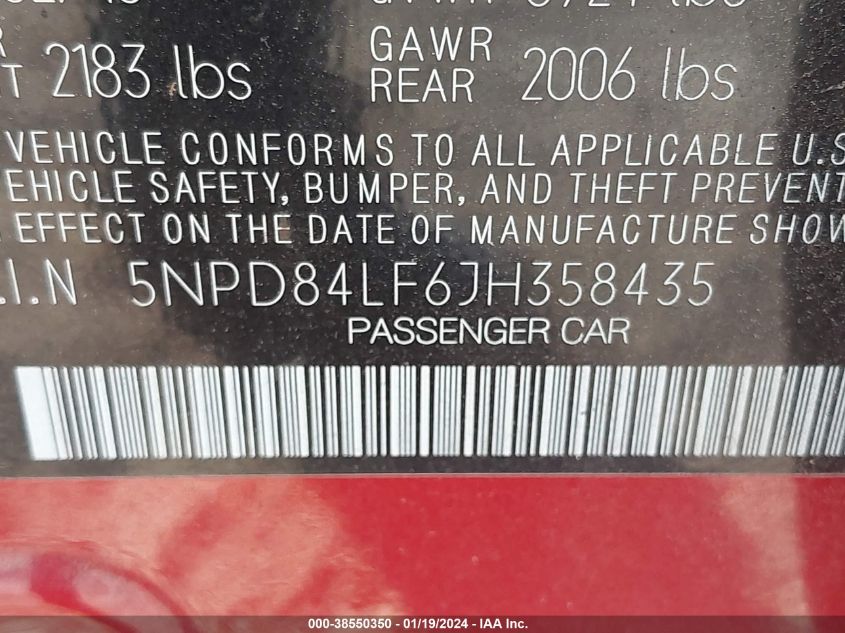 GAWR
2183 lbs REAR 2006 lbs
VEHICLE CONFORMS TO ALL APPLICABLE U.S
EHICLE SAFETY, BUMPER, AND THEFT PREVENT
EFFECT ON THE DATE OF MANUFACTURE SHOW
.I.N 5NPD84LF6JH358435
PASSENGER CAR
000-38550350 - 01/19/2024 - IAA Inc.